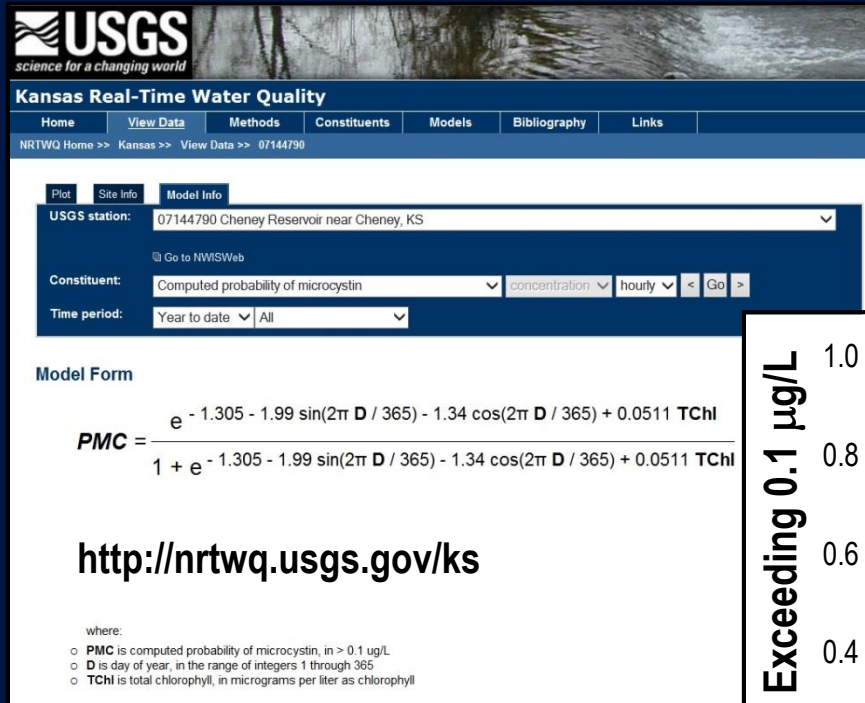 USGS
science for a changing world
Kansas Real-Time Water Quality
Home View Data Methods Constituents Models Bibliography Links
NRTWQ Home >> Kansas >> View Data >> 07144790
Plot Site Info Model Info
USGS station: 07144790 Cheney Reservoir near Cheney, KS
Go to NWISWeb
Constituent: Computed probability of microcystin concentration hourly < Go >
Time period: Year to date All
Model Form
PMC = e - 1.305 - 1.99 sin(2π D / 365) - 1.34 cos(2π D / 365) + 0.0511 TChl
1 + e - 1.305 - 1.99 sin(2π D / 365) - 1.34 cos(2π D / 365) + 0.0511 TChl
http://nrtwq.usgs.gov/ks
where:
○ PMC is computed probability of microcystin, in > 0.1 ug/L
○ D is day of year, in the range of integers 1 through 365
○ TChl is total chlorophyll, in micrograms per liter as chlorophyll
Exceeding 0.1 µg/L
1.0
0.8
0.6
0.4